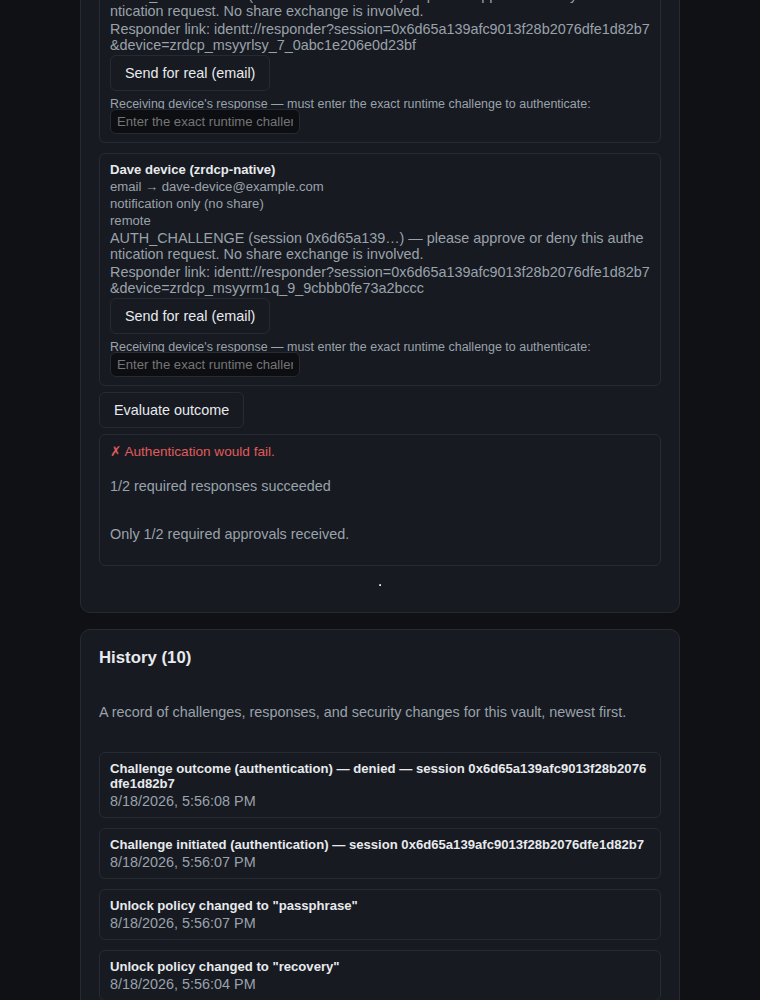 ntication request. No share exchange is involved.
Responder link: identt://responder?session=0x6d65a139afc9013f28b2076dfe1d82b7
&device=zrdcp_msyyrlsy_7_0abc1e206e0d23bf
Send for real (email)
Receiving device's response — must enter the exact runtime challenge to authenticate:
Enter the exact runtime challer
Dave device (zrdcp-native)
email → dave-device@example.com
notification only (no share)
remote
AUTH_CHALLENGE (session 0x6d65a139…) — please approve or deny this authe
ntication request. No share exchange is involved.
Responder link: identt://responder?session=0x6d65a139afc9013f28b2076dfe1d82b7
&device=zrdcp_msyyrm1q_9_9cbbb0fe73a2bccc
Send for real (email)
Receiving device's response — must enter the exact runtime challenge to authenticate:
Enter the exact runtime challer
Evaluate outcome
✗ Authentication would fail.
1/2 required responses succeeded
Only 1/2 required approvals received.
.
History (10)
A record of challenges, responses, and security changes for this vault, newest first.
Challenge outcome (authentication) — denied — session 0x6d65a139afc9013f28b2076
dfe1d82b7
8/18/2026, 5:56:08 PM
Challenge initiated (authentication) — session 0x6d65a139afc9013f28b2076dfe1d82b7
8/18/2026, 5:56:07 PM
Unlock policy changed to "passphrase"
8/18/2026, 5:56:07 PM
Unlock policy changed to "recovery"
8/18/2026, 5:56:04 PM